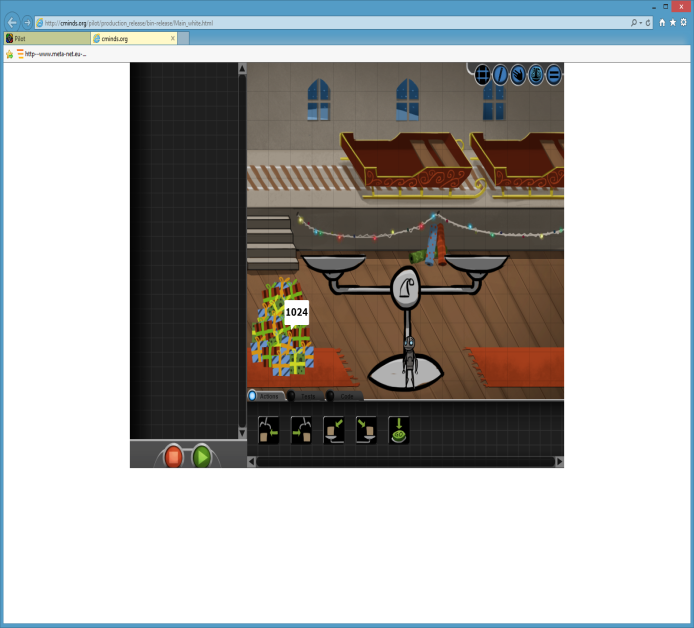 http://cminds.org/pilot/production_release/bin-release/Main_white.html
Pilot
cminds.org
http--www.meta-net.eu-...
1024
Actions
Tests
Code